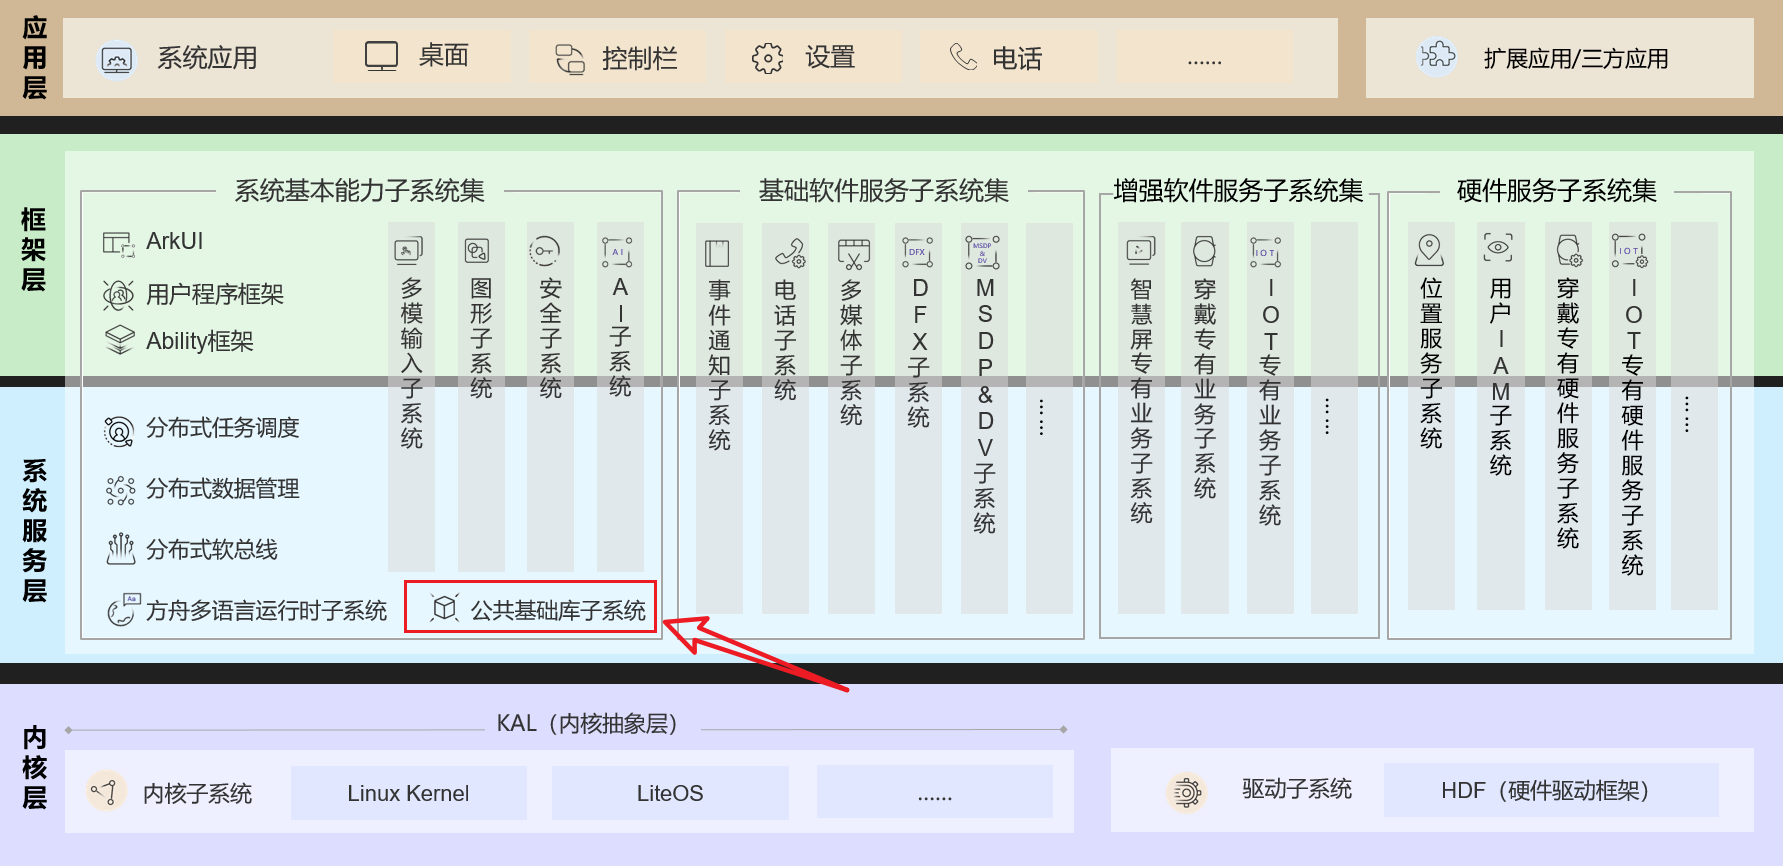 应用层
系统应用
桌面
控制栏
设置
电话
......
扩展应用/三方应用
框架层
系统基本能力子系统集
ArkUI
用户程序框架
Ability框架
多模输入子系统
图形子系统
安全子系统
AI
AI子系统
基础软件服务子系统集
事件通知子系统
电话子系统
多媒体子系统
DFX
DFX子系统
MSDP
&
DV
MSDP&DV子系统
......
增强软件服务子系统集
智慧屏专有业务子系统
穿戴专有业务子系统
IOT
IOT专有业务子系统
......
硬件服务子系统集
位置服务子系统
用户IAM子系统
穿戴专有硬件服务子系统
IOT
IOT专有硬件服务子系统
......
系统服务层
分布式任务调度
分布式数据管理
分布式软总线
Aa
方舟多语言运行时子系统
公共基础库子系统
内核层
KAL（内核抽象层）
内核子系统
Linux Kernel
LiteOS
......
驱动子系统
HDF（硬件驱动框架）